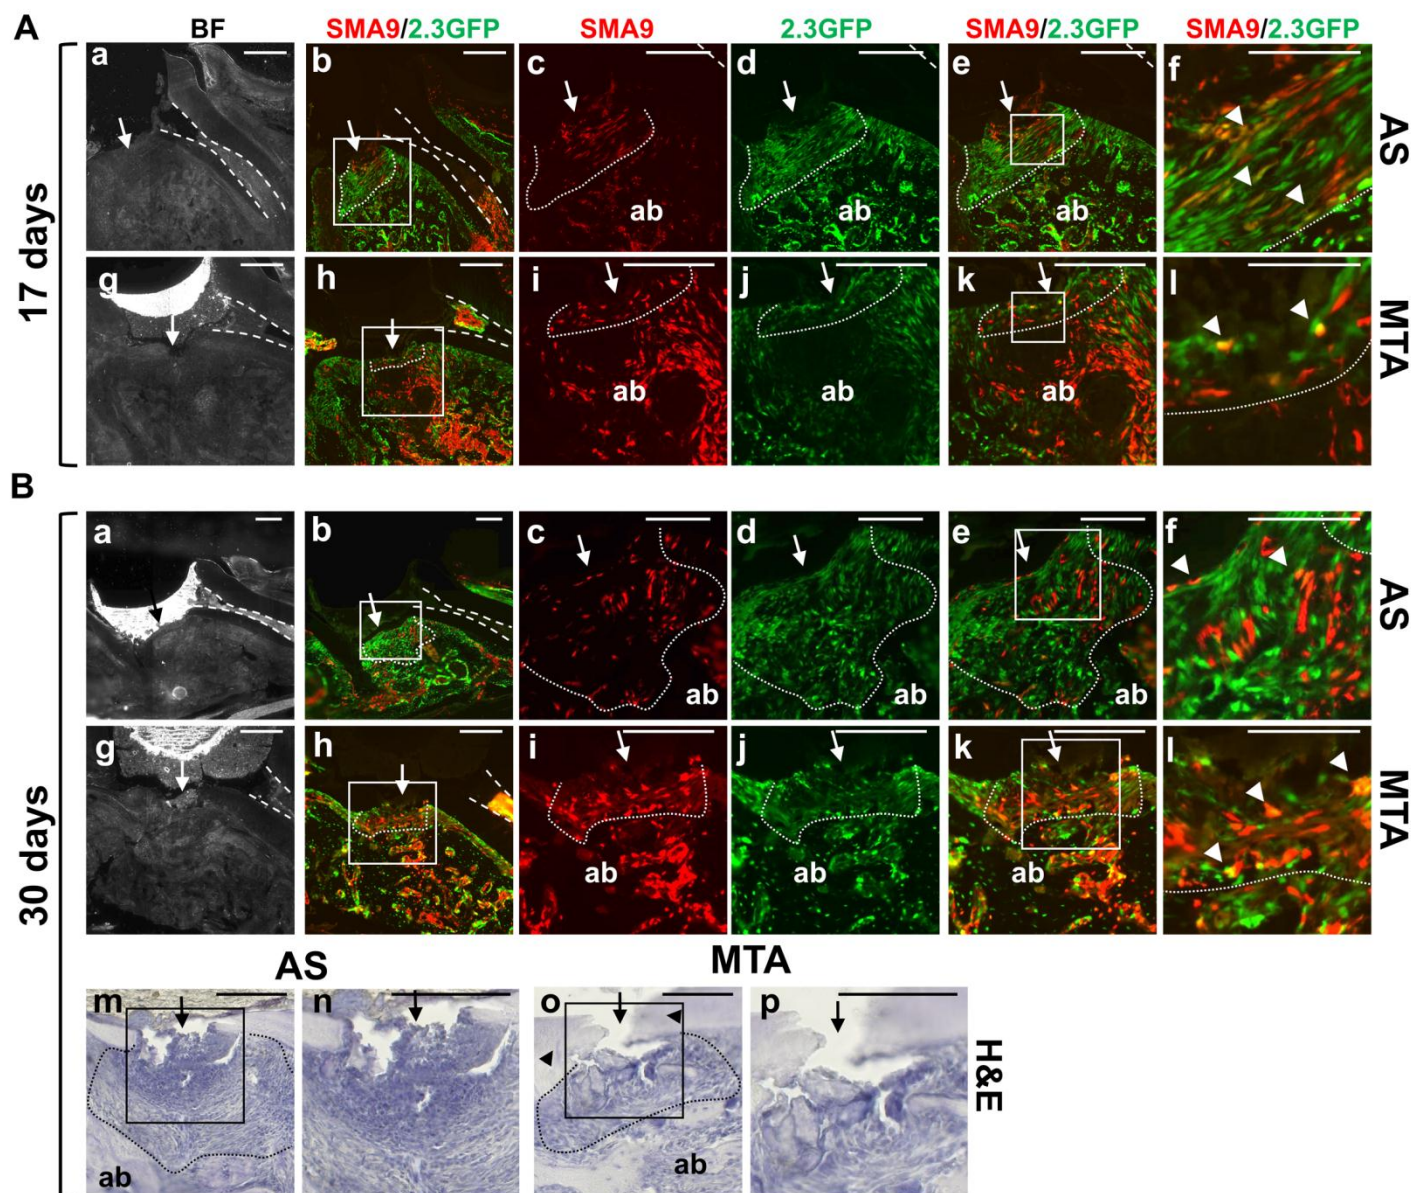 A
BF
SMA9/2.3GFP
SMA9
2.3GFP
SMA9/2.3GFP
SMA9/2.3GFP
17 days
a
b
c
d
e
f
ab
ab
ab
AS
g
h
i
j
k
l
ab
ab
ab
MTA
B
30 days
a
b
c
d
e
f
ab
ab
ab
AS
g
h
i
j
k
l
ab
ab
ab
MTA
AS
MTA
m
n
o
p
ab
ab
H&E